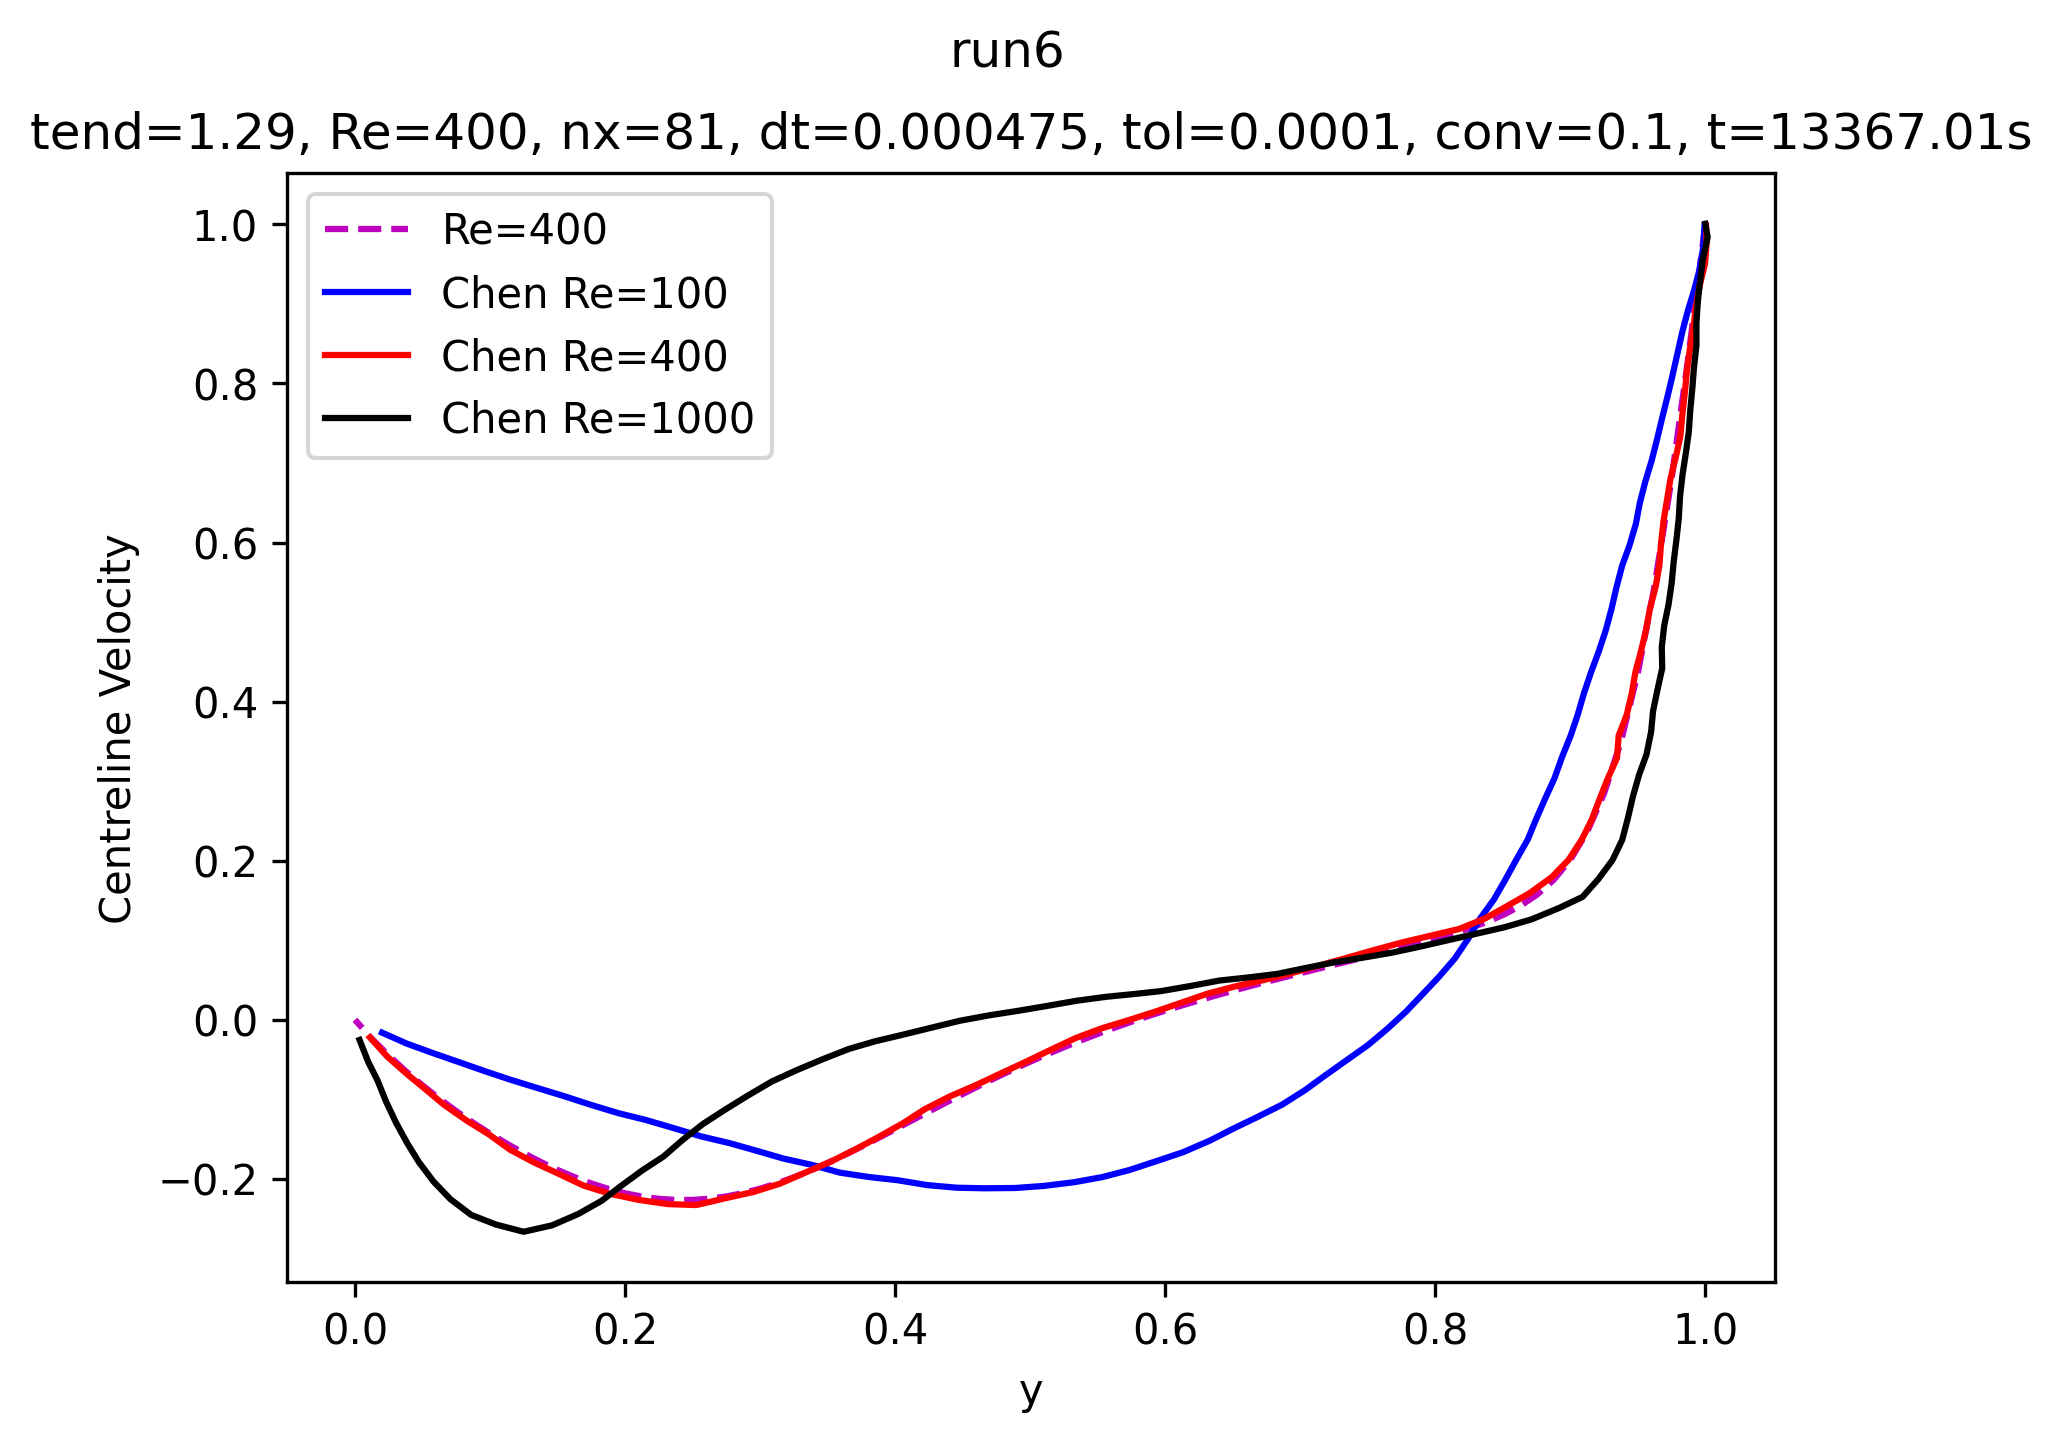 run6
tend=1.29, Re=400, nx=81, dt=0.000475, tol=0.0001, conv=0.1, t=13367.01s
Re=400
Chen Re=100
Chen Re=400
Chen Re=1000
1.0
0.8
0.6
0.4
0.2
0.0
−0.2
Centreline Velocity
0.0 0.2 0.4 0.6 0.8 1.0
y